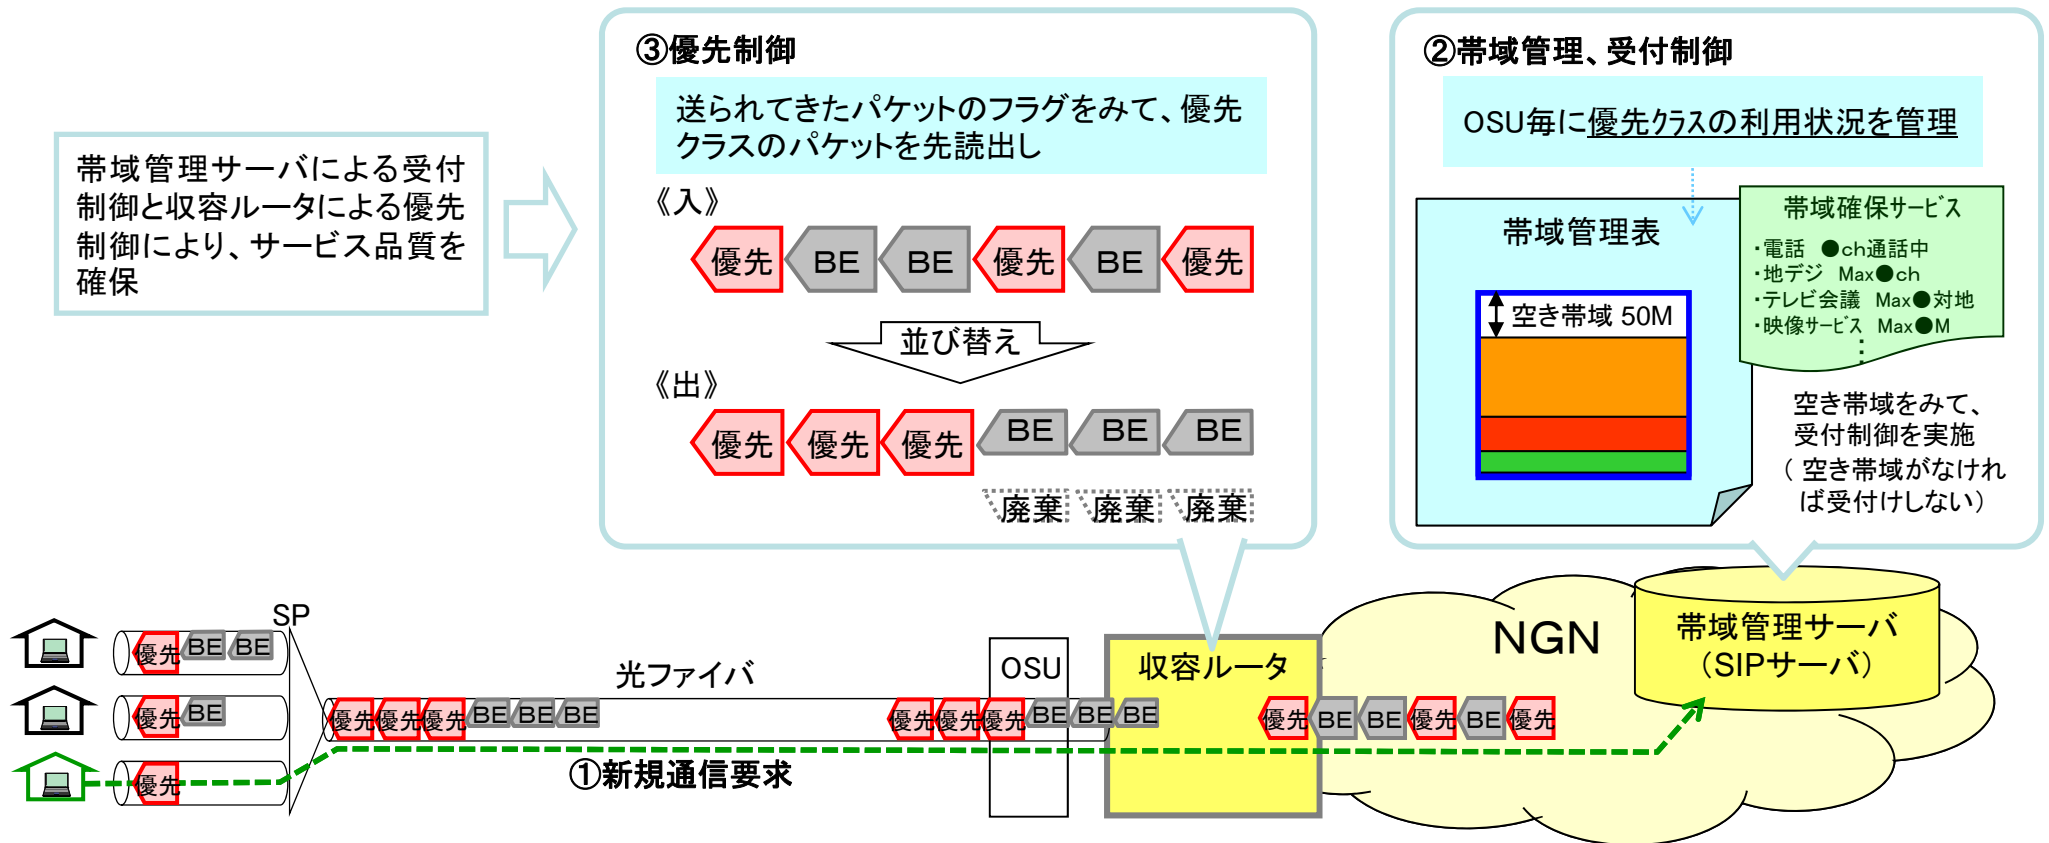 帯域管理サーバによる受付
制御と収容ルータによる優先
制御により、サービス品質を
確保
③優先制御
送られてきたパケットのフラグをみて、優先
クラスのパケットを先読出し
《入》
優先 BE BE 優先 BE 優先
並び替え
《出》
優先 優先 優先 BE BE BE
廃棄 廃棄 廃棄
②帯域管理、受付制御
OSU毎に優先クラスの利用状況を管理
帯域管理表
空き帯域 50M
帯域確保サービス
・電話 ●ch通話中
・地デジ Max●ch
・テレビ会議 Max●対地
・映像サービス Max●M
：
空き帯域をみて、
受付制御を実施
（ 空き帯域がなけれ
ば受付けしない）
SP
優先 BE BE
優先 BE
優先
光ファイバ
優先 優先 優先 BE BE BE
優先 優先 優先 BE BE BE
OSU
収容ルータ
優先 BE BE 優先 BE 優先
NGN
帯域管理サーバ
（SIPサーバ）
①新規通信要求